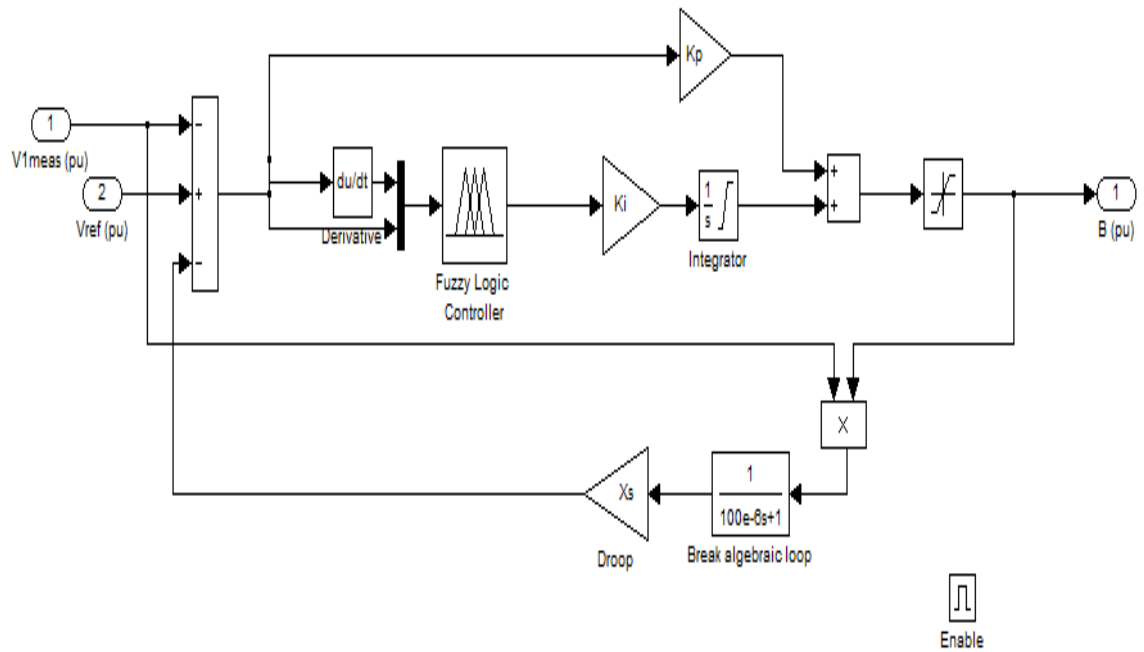 Kp
1
V1meas (pu)
−
2
Vref (pu)
+
−
du/dt
Derivative
Fuzzy Logic
Controller
Ki
1
s
Integrator
+
+
1
B (pu)
X
Xs
Droop
1
100e-6s+1
Break algebraic loop
Enable